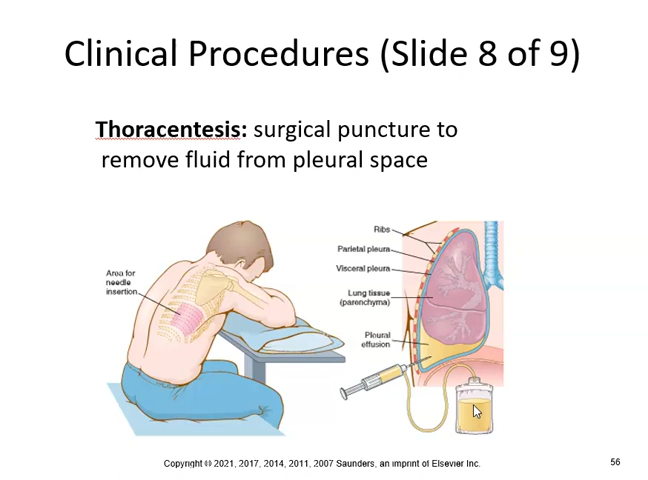 Clinical Procedures (Slide 8 of 9)
Thoracentesis: surgical puncture to
remove fluid from pleural space
Area for
needle
insertion
Ribs
Parietal pleura
Visceral pleura
Lung tissue
(parenchyma)
Pleural
effusion
Copyright © 2021, 2017, 2014, 2011, 2007 Saunders, an imprint of Elsevier Inc.
56